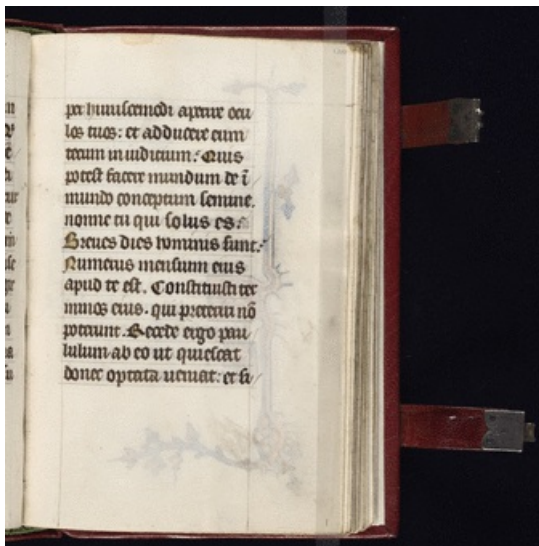 per huiuscemodi aperire ocu
los tuos: et adducere eum
tecum in iudicium: Quis
potest facere mundum de ī
mundo conceptum semine.
nonne tu qui solus es:
Breues dies hominis sunt:
Numerus mensium eius
apud te est. Constituisti ter
minos eius. qui preteriri nō
poterunt. Recede ergo pau
lulum ab eo ut quiescat
donec optata ueniat: et si